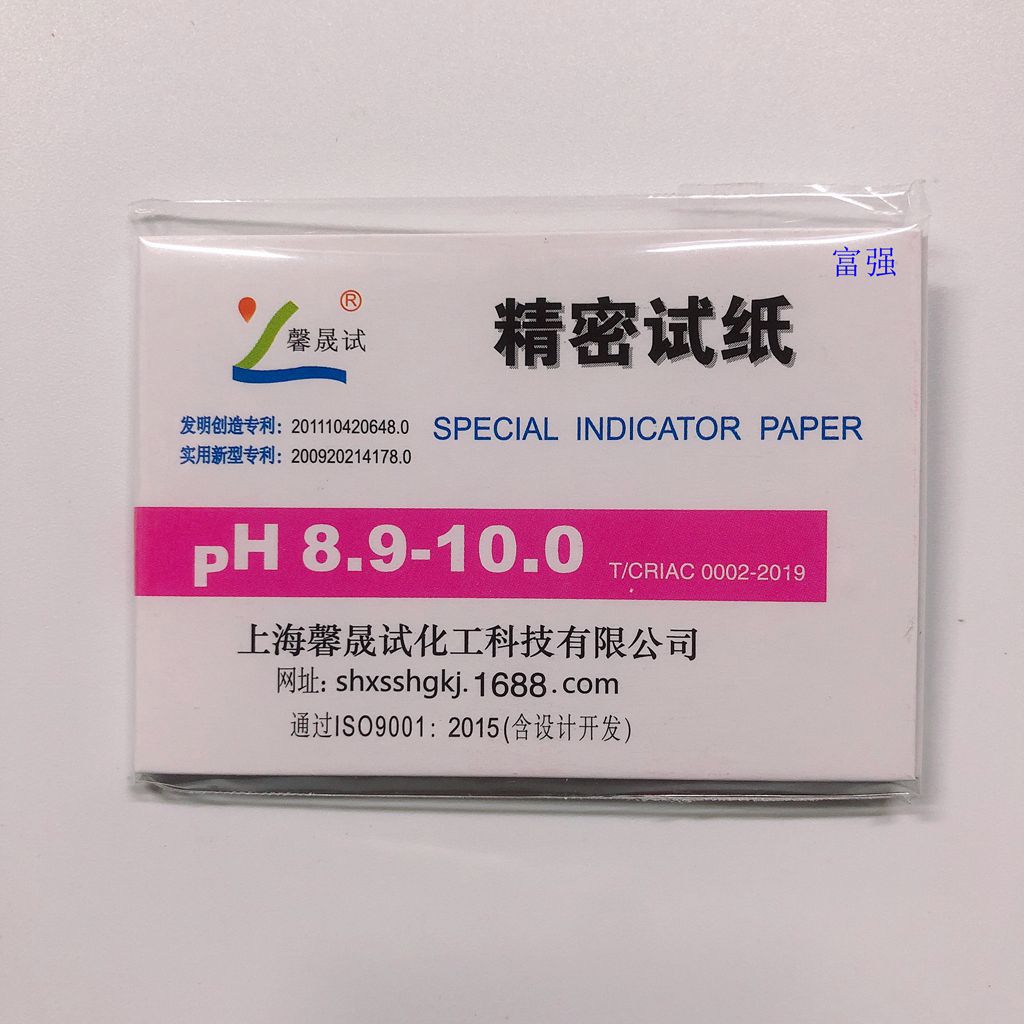 富强
®
馨晟试
精密试纸
发明创造专利：201110420648.0
实用新型专利：200920214178.0
SPECIAL INDICATOR PAPER
pH 8.9-10.0
T/CRIAC 0002-2019
上海馨晟试化工科技有限公司
网址：shxsshgkj.1688.com
通过ISO9001：2015(含设计开发)